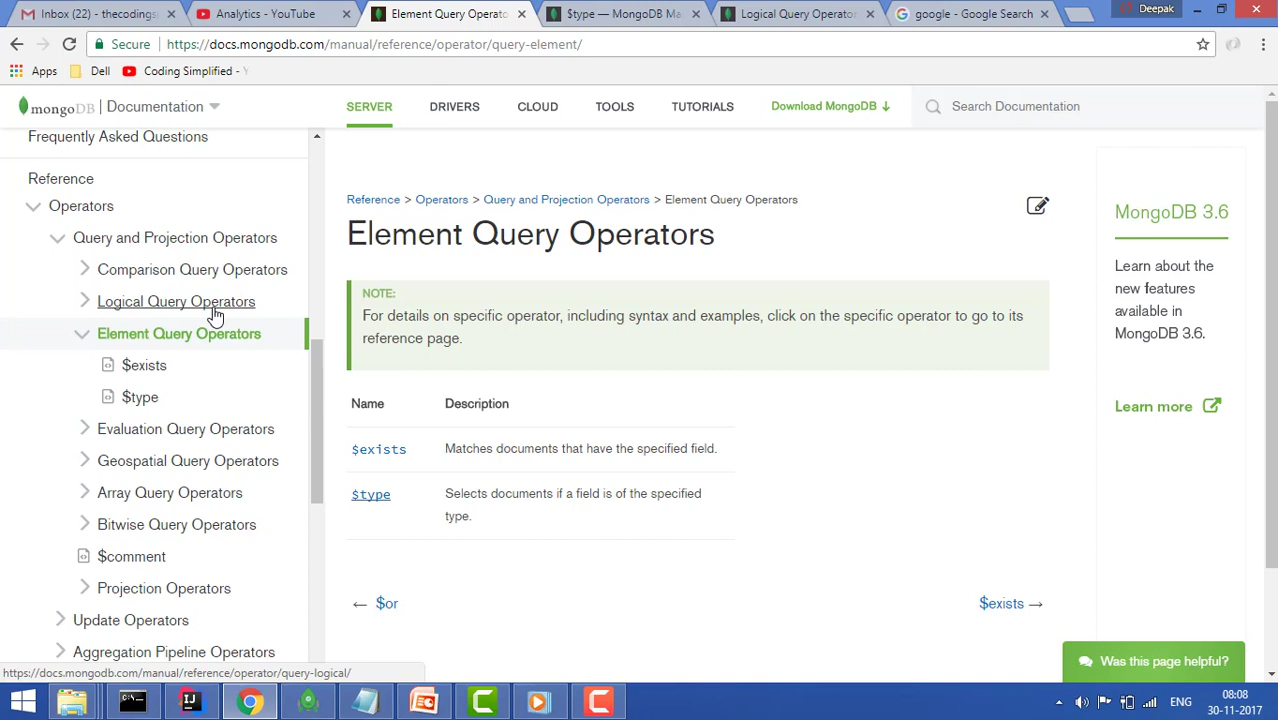 Inbox (22) - thecodings
Analytics - YouTube
Element Query Operato
$type — MongoDB Ma
Logical Query Operator
google - Google Search
Deepak
Secure
https://docs.mongodb.com/manual/reference/operator/query-element/
Apps
Dell
Coding Simplified -
mongoDB
Documentation
SERVER
DRIVERS
CLOUD
TOOLS
TUTORIALS
Download MongoDB
Search Documentation
Frequently Asked Questions
Reference
Operators
Query and Projection Operators
Comparison Query Operators
Logical Query Operators
Element Query Operators
$exists
$type
Evaluation Query Operators
Geospatial Query Operators
Array Query Operators
Bitwise Query Operators
$comment
Projection Operators
Update Operators
Aggregation Pipeline Operators
Reference > Operators > Query and Projection Operators > Element Query Operators
Element Query Operators
NOTE:
For details on specific operator, including syntax and examples, click on the specific operator to go to its
reference page.
Name Description
$exists Matches documents that have the specified field.
$type Selects documents if a field is of the specified
type.
← $or
$exists →
MongoDB 3.6
Learn about the
new features
available in
MongoDB 3.6.
Learn more
Was this page helpful?
https://docs.mongodb.com/manual/reference/operator/query-logical/
ENG
08:08
30-11-2017